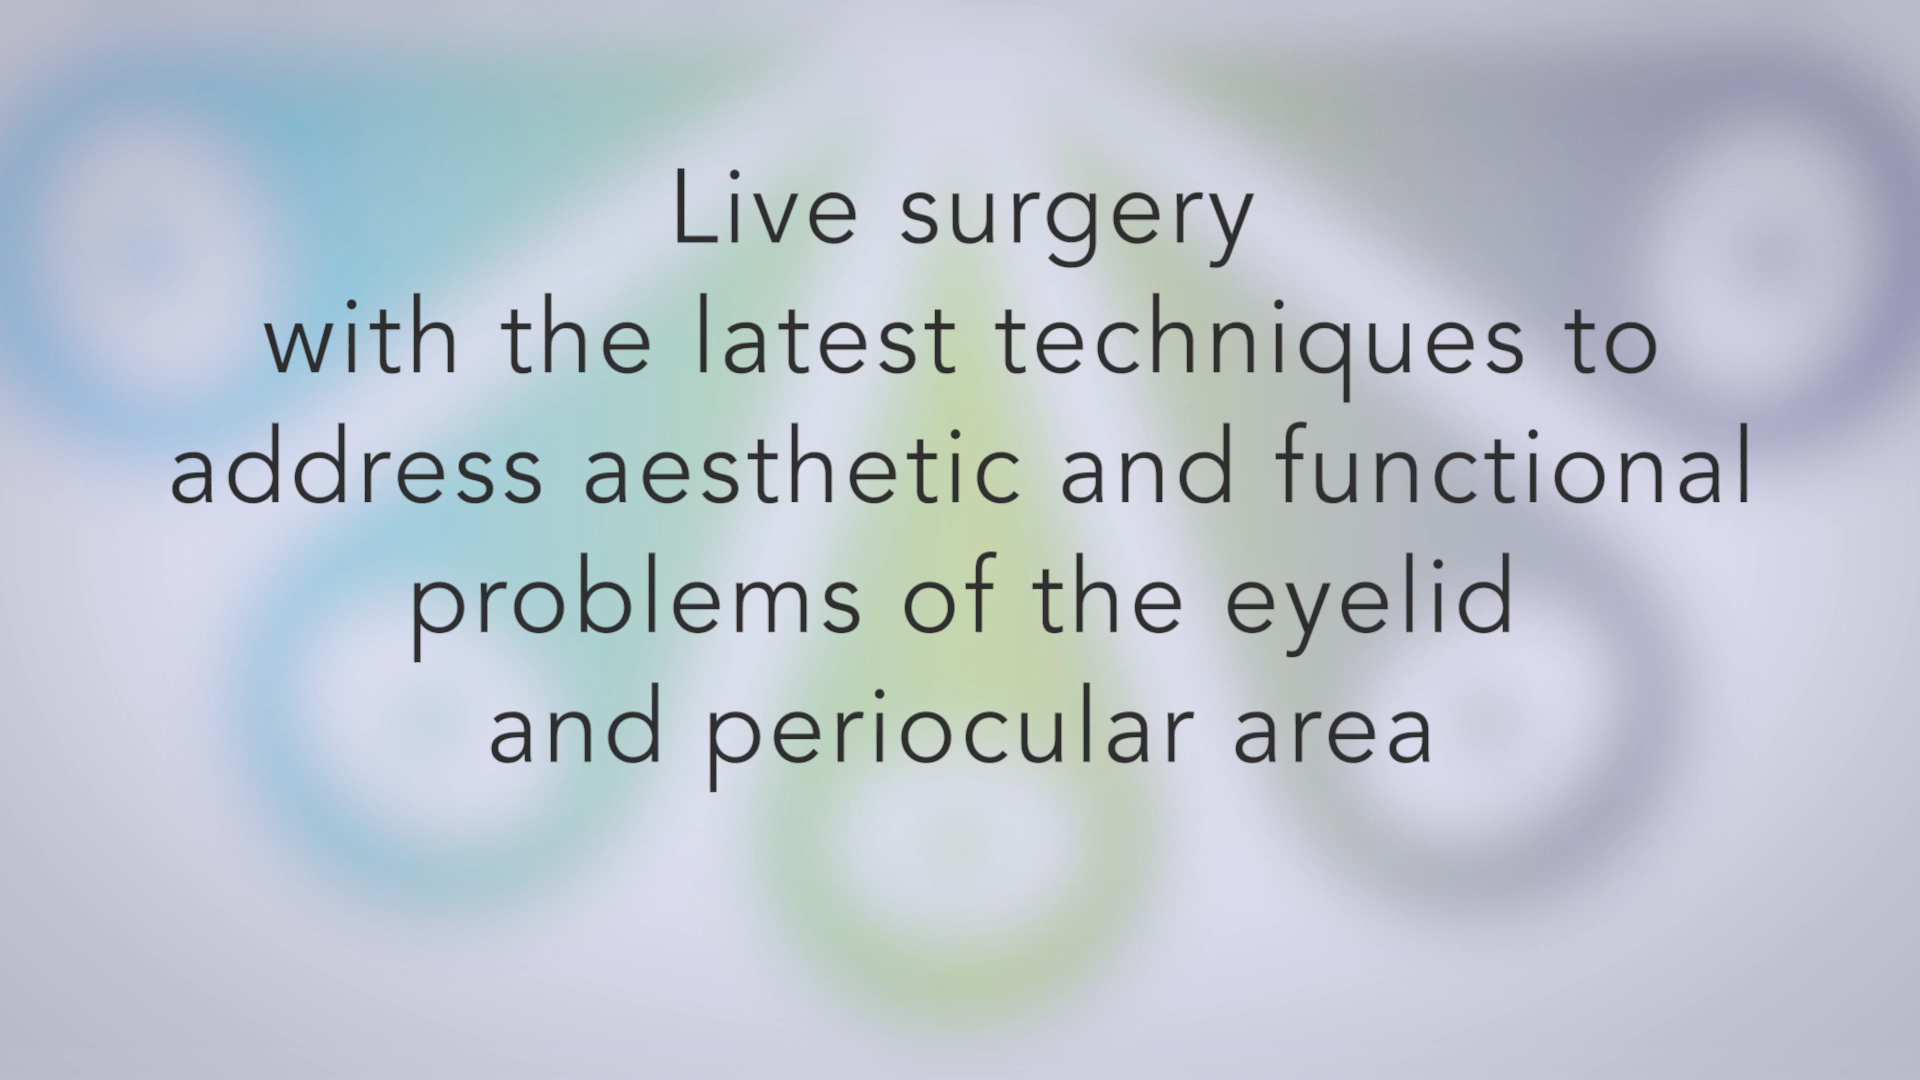 Live surgery
with the latest techniques to
address aesthetic and functional
problems of the eyelid
and periocular area